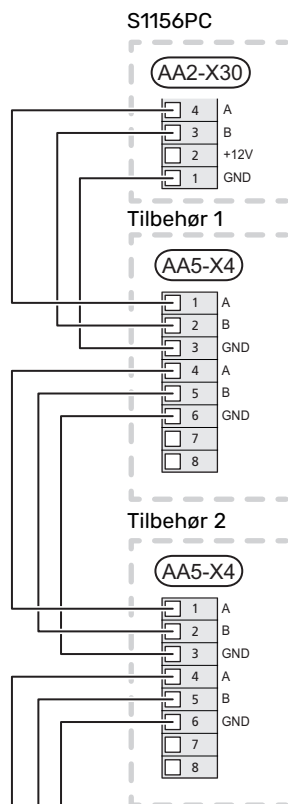 S1156PC
AA2-X30
4 A
3 B
2 +12V
1 GND
Tilbehør 1
AA5-X4
1 A
2 B
3 GND
4 A
5 B
6 GND
7
8
Tilbehør 2
AA5-X4
1 A
2 B
3 GND
4 A
5 B
6 GND
7
8